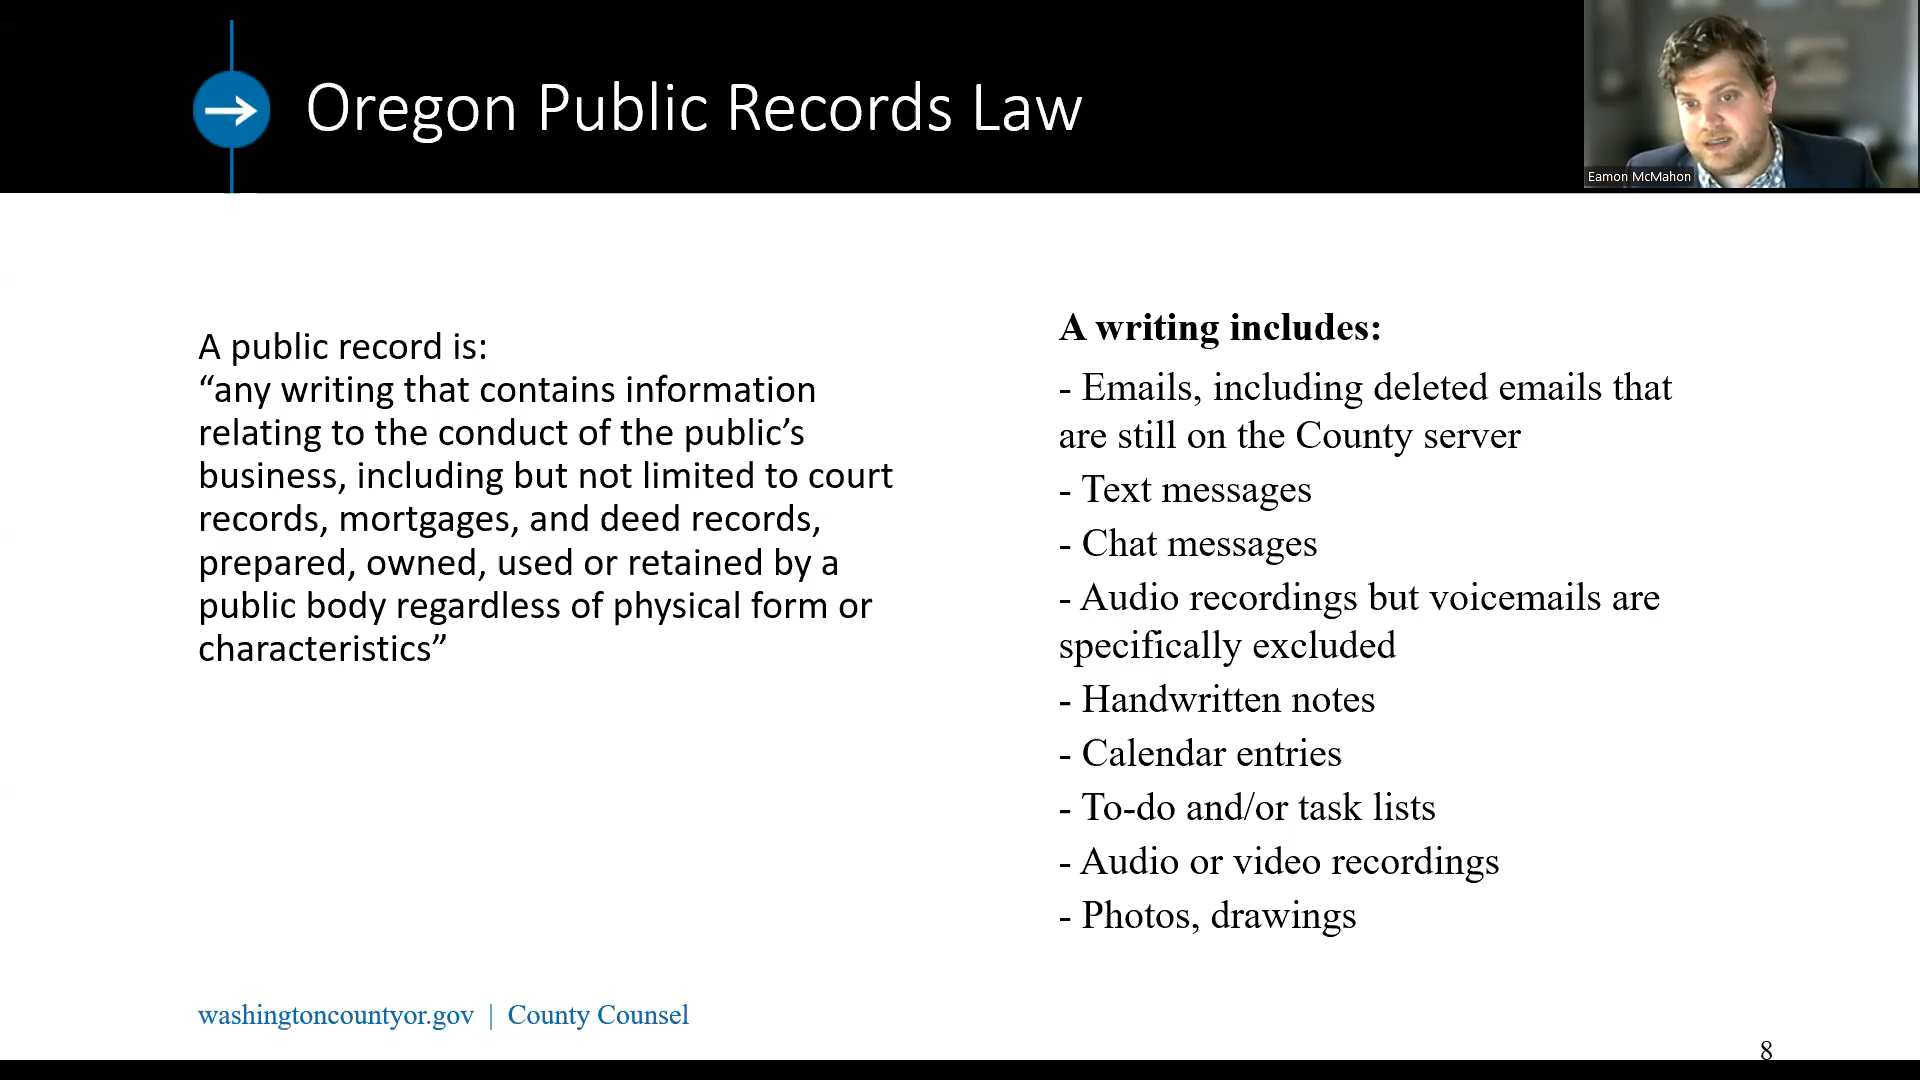 Oregon Public Records Law
Eamon McMahon
A public record is:
“any writing that contains information
relating to the conduct of the public’s
business, including but not limited to court
records, mortgages, and deed records,
prepared, owned, used or retained by a
public body regardless of physical form or
characteristics”
A writing includes:
- Emails, including deleted emails that
are still on the County server
- Text messages
- Chat messages
- Audio recordings but voicemails are
specifically excluded
- Handwritten notes
- Calendar entries
- To-do and/or task lists
- Audio or video recordings
- Photos, drawings
washingtoncountyor.gov | County Counsel
8